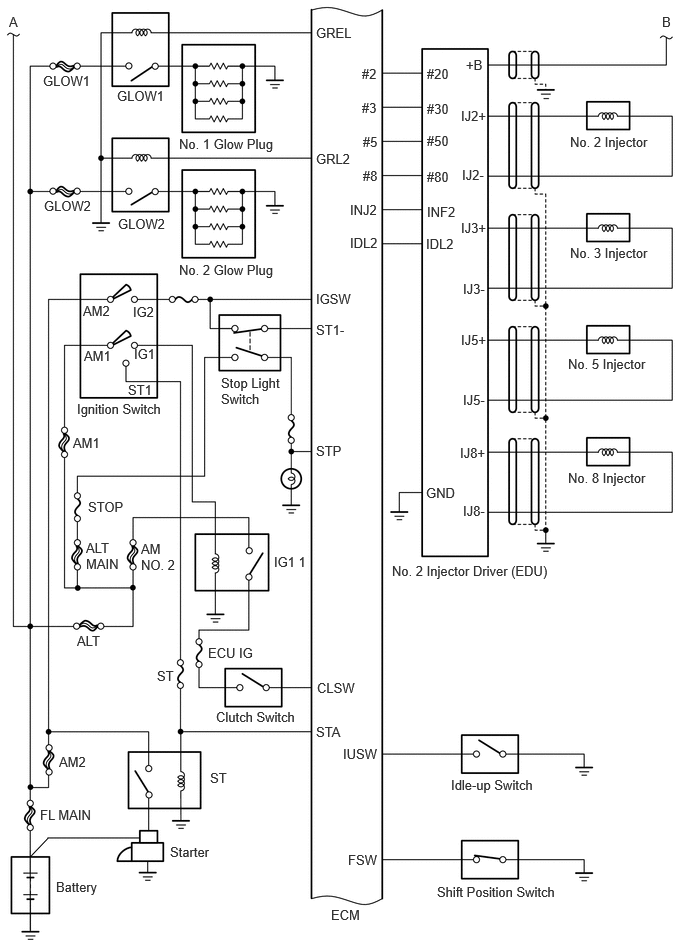 A
B
GREL
GLOW1
GLOW1
No. 1 Glow Plug
GRL2
GLOW2
GLOW2
No. 2 Glow Plug
#2
#20
#3
#30
#5
#50
#8
#80
INJ2
INF2
IDL2
IDL2
+B
IJ2+
No. 2 Injector
IJ2-
IJ3+
No. 3 Injector
IJ3-
IJ5+
No. 5 Injector
IJ5-
IJ8+
No. 8 Injector
IJ8-
GND
No. 2 Injector Driver (EDU)
AM2
IG2
IGSW
AM1
IG1
ST1
Ignition Switch
ST1-
Stop Light
Switch
AM1
STP
STOP
ALT
MAIN
AM
NO. 2
IG1 1
ALT
ECU IG
ST
CLSW
Clutch Switch
STA
AM2
ST
FL MAIN
Starter
Battery
IUSW
Idle-up Switch
FSW
Shift Position Switch
ECM